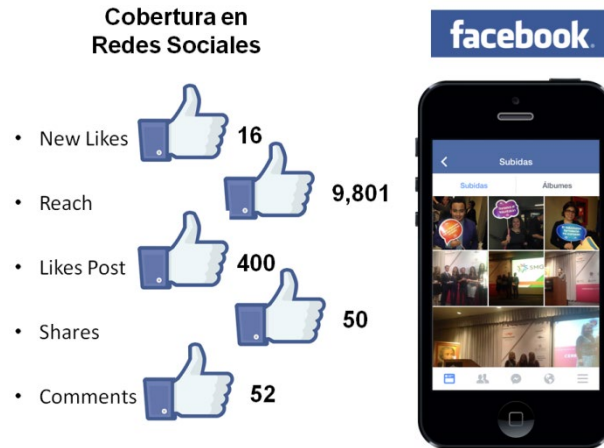 Cobertura en
Redes Sociales
facebook.
• New Likes 16
• Reach 9,801
• Likes Post 400
• Shares 50
• Comments 52
Subidas
Subidas Álbumes